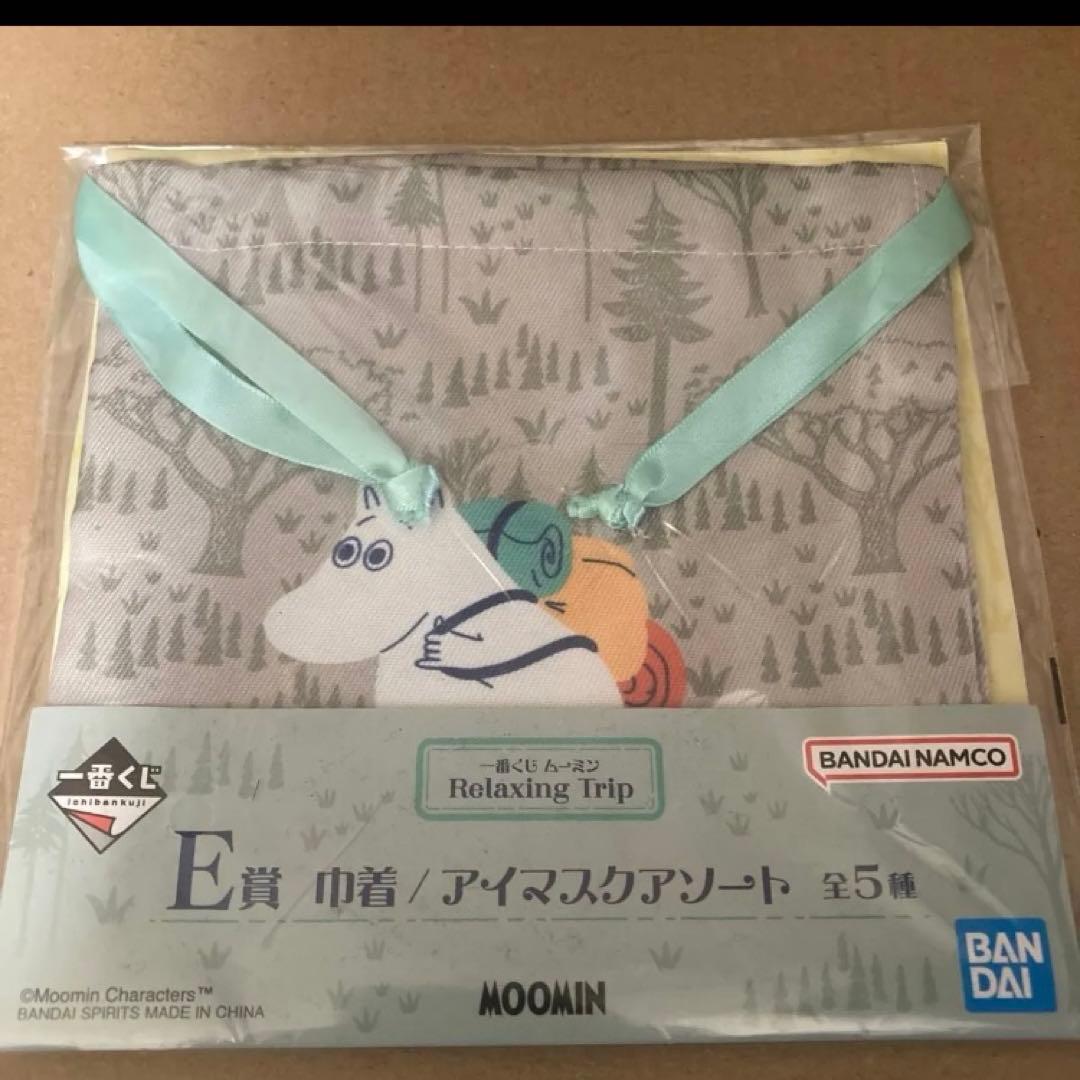 一番くじ
ichibankuji
一番くじ ムーミン
Relaxing Trip
BANDAI NAMCO
E賞 巾着/アイマスクアソート 全5種
BAN
DAI
©Moomin Characters™
BANDAI SPIRITS MADE IN CHINA
MOOMIN